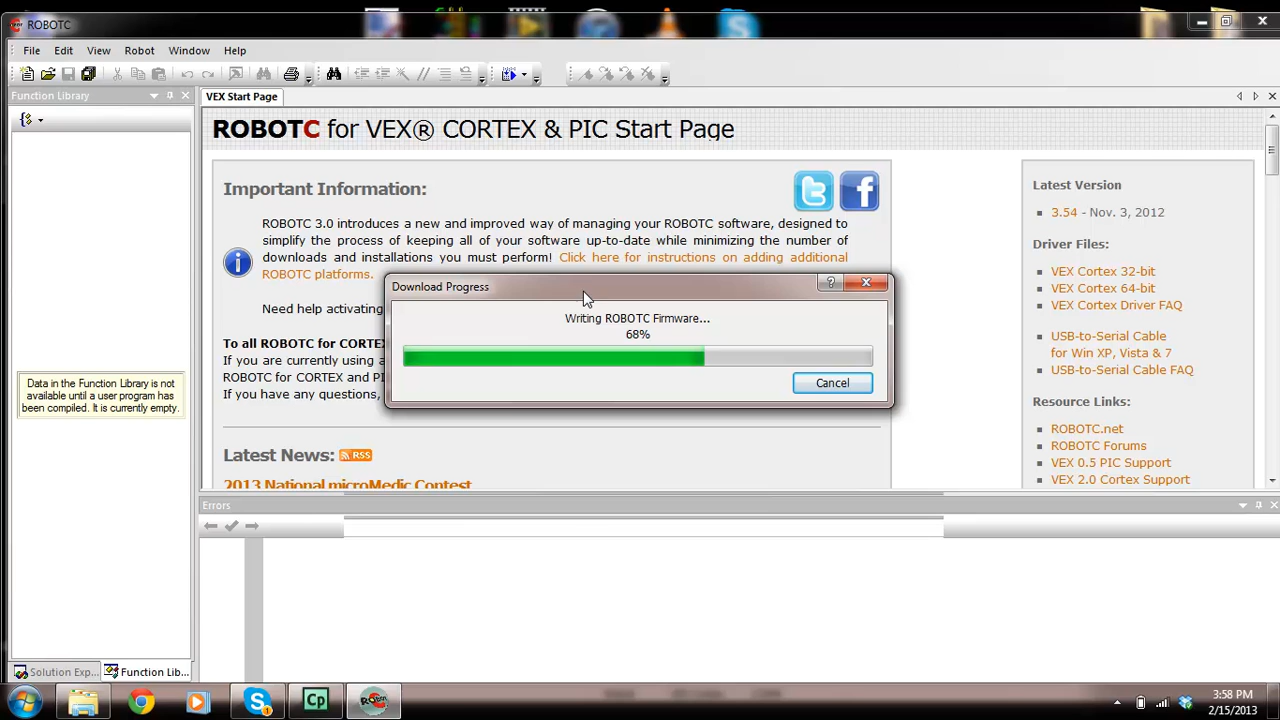 ROBOTC
File Edit View Robot Window Help
Function Library
VEX Start Page
ROBOTC for VEX® CORTEX & PIC Start Page
Important Information:
ROBOTC 3.0 introduces a new and improved way of managing your ROBOTC software, designed to
simplify the process of keeping all of your software up-to-date while minimizing the number of
downloads and installations you must perform! Click here for instructions on adding additional
ROBOTC platforms.
Need help activating
To all ROBOTC for CORTEX
If you are currently using a
ROBOTC for CORTEX and PI
If you have any questions,
Latest News: RSS
2013 National microMedic Contest
Latest Version
3.54 - Nov. 3, 2012
Driver Files:
VEX Cortex 32-bit
VEX Cortex 64-bit
VEX Cortex Driver FAQ
USB-to-Serial Cable
for Win XP, Vista & 7
USB-to-Serial Cable FAQ
Resource Links:
ROBOTC.net
ROBOTC Forums
VEX 0.5 PIC Support
VEX 2.0 Cortex Support
Download Progress
Writing ROBOTC Firmware...
68%
Cancel
Data in the Function Library is not
available until a user program has
been compiled. It is currently empty.
Errors
Solution Exp... Function Lib...
3:58 PM
2/15/2013